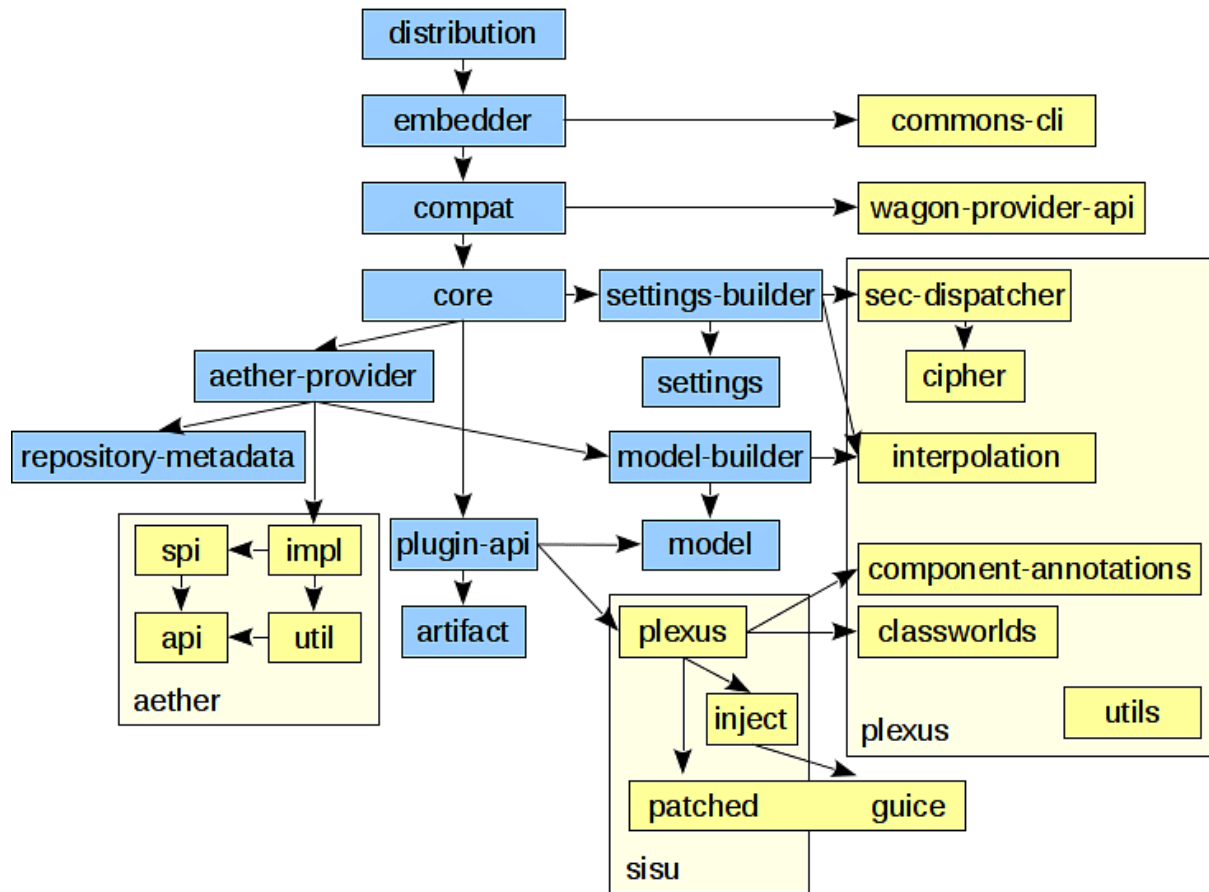 distribution
embedder
commons-cli
compat
wagon-provider-api
core
settings-builder
sec-dispatcher
aether-provider
settings
cipher
repository-metadata
model-builder
interpolation
spi
impl
plugin-api
model
component-annotations
api
util
artifact
plexus
classworlds
aether
inject
utils
plexus
patched guice
sisu